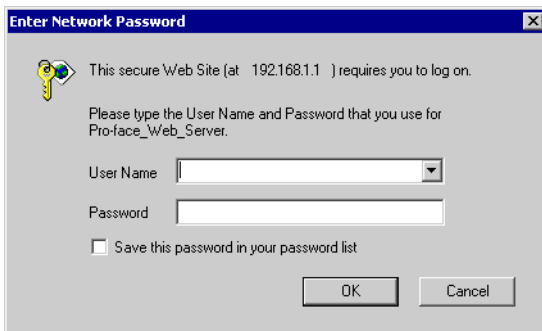 Enter Network Password
This secure Web Site (at 192.168.1.1 ) requires you to log on.
Please type the User Name and Password that you use for
Pro-face_Web_Server.
User Name
Password
Save this password in your password list
OK Cancel